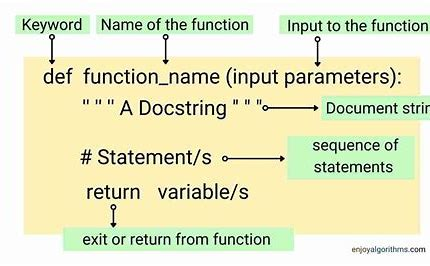 Keyword
Name of the function
Input to the function
def function_name (input parameters):
" " " A Docstring " " "
Document strin
# Statement/s
sequence of
statements
return variable/s
exit or return from function
enjoyalgorithms.com